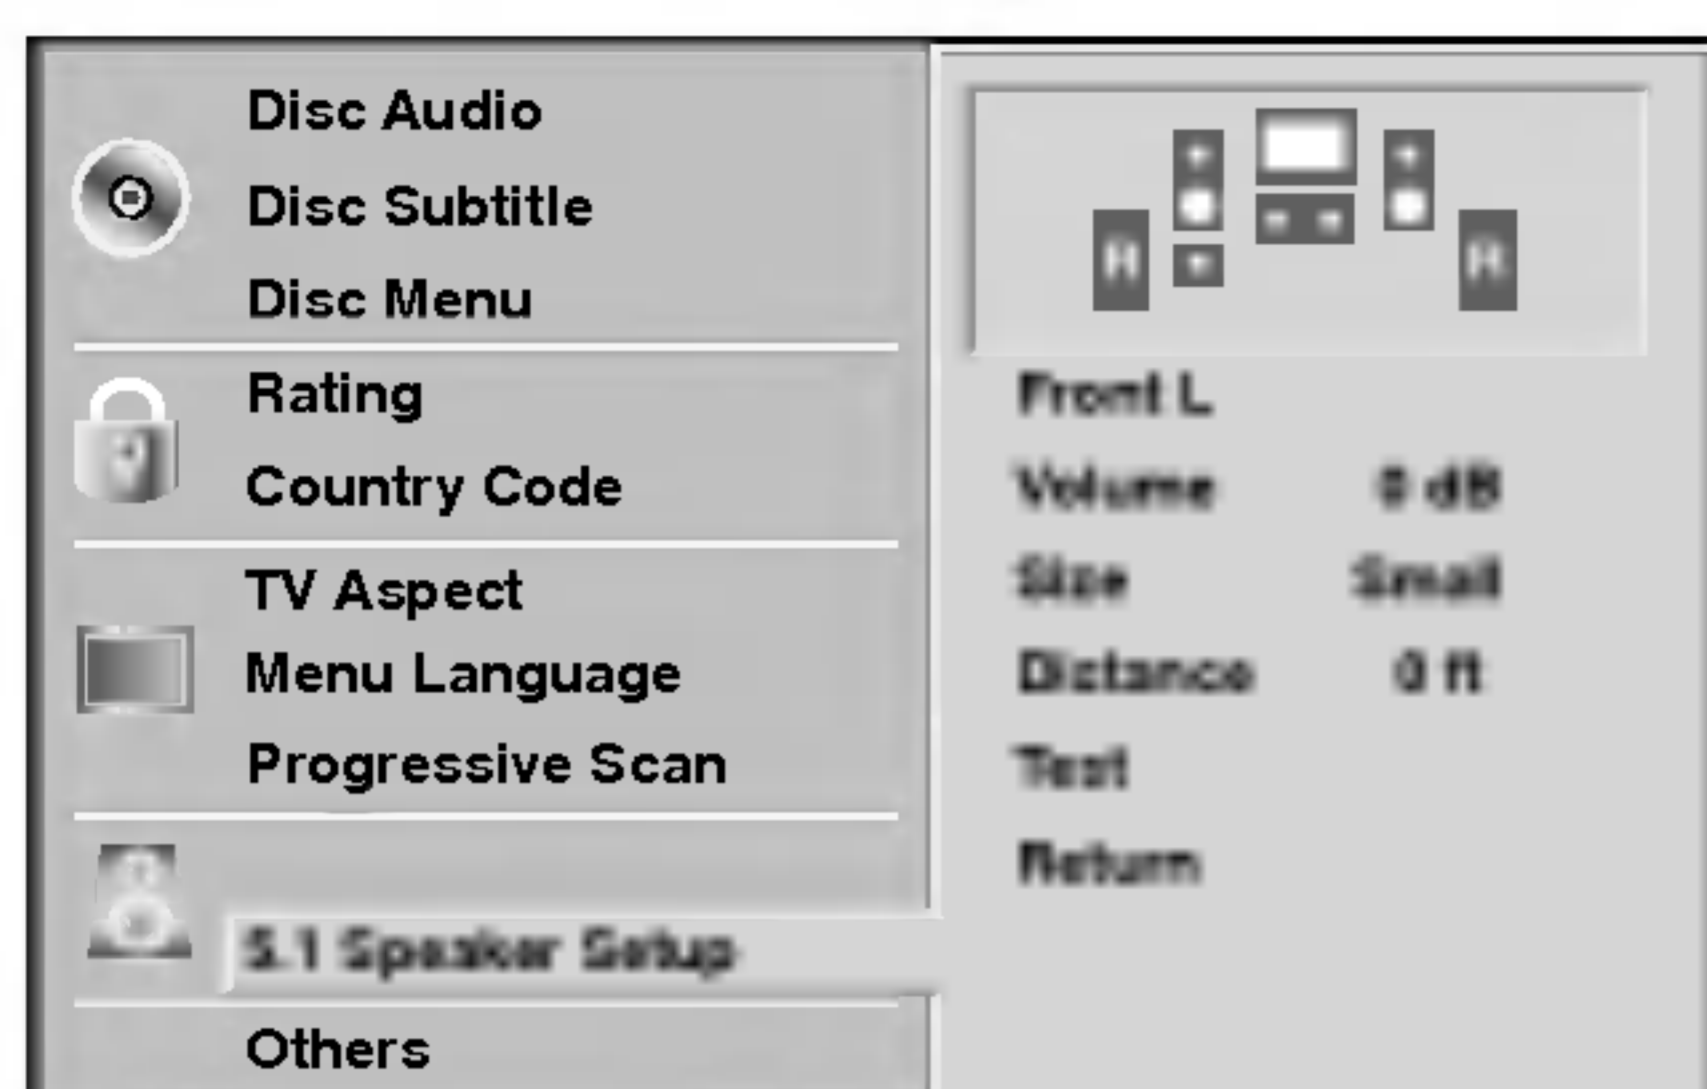 Disc Audio
Disc Subtitle
Disc Menu
Rating
Country Code
TV Aspect
Menu Language
Progressive Scan
5.1 Speaker Setup
Others
Front L
Volume 0 dB
Size Small
Distance 0 ft
Test
Return